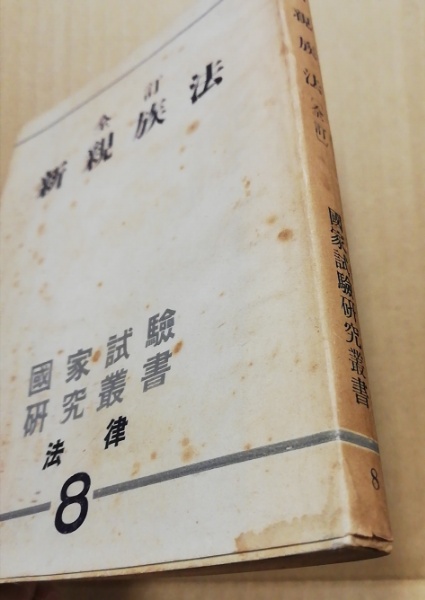 全訂
新親族法
國家試驗
研究叢書
法律
8
親族法
全訂
國家試驗研究叢書
8